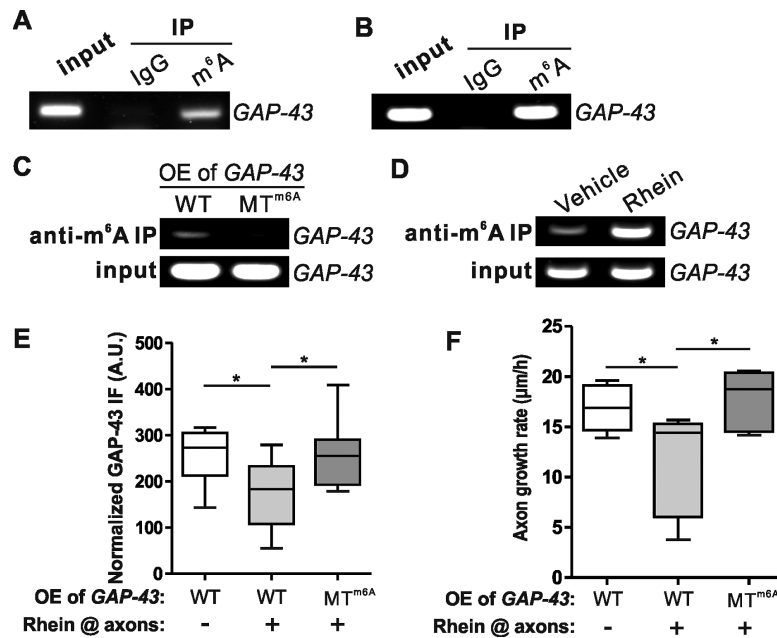 A
IP
input
IgG
m⁶A
GAP-43
B
IP
input
IgG
m⁶A
GAP-43
C
OE of GAP-43
WT MTᵐ⁶ᴬ
anti-m⁶A IP GAP-43
input GAP-43
D
Vehicle Rhein
anti-m⁶A IP GAP-43
input GAP-43
E
Normalized GAP-43 IF (A.U.)
500
400
300
200
100
0
* *
OE of GAP-43: WT WT MTᵐ⁶ᴬ
Rhein @ axons: - + +
F
Axon growth rate (µm/h)
25
20
15
10
5
0
* *
OE of GAP-43: WT WT MTᵐ⁶ᴬ
Rhein @ axons: - + +